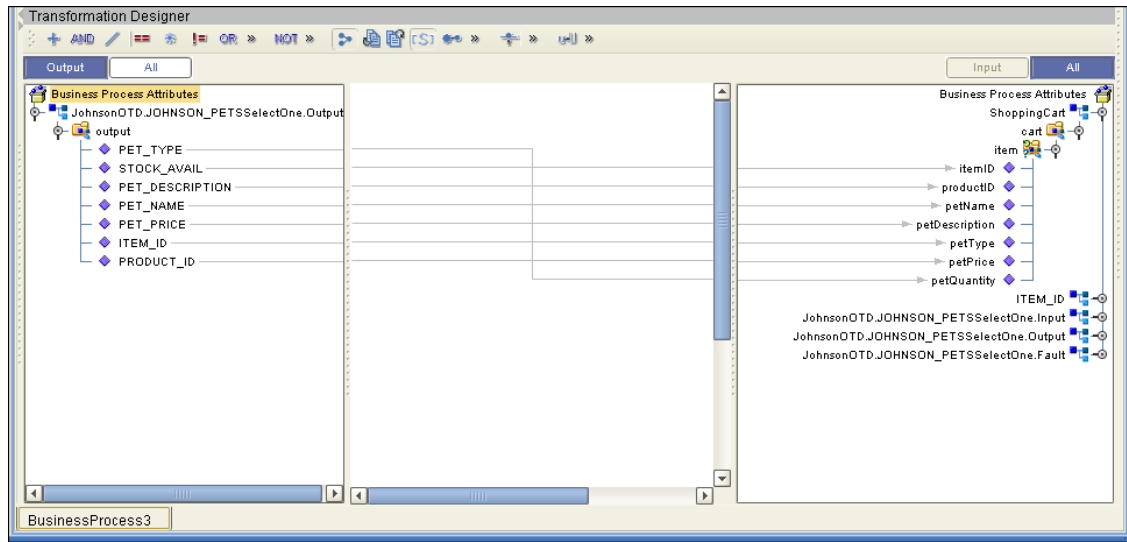 Transformation Designer
AND == != OR » NOT » [S] » » »
Output All Input All
Business Process Attributes
JohnsonOTD.JOHNSON_PETSSelectOne.Output
output
PET_TYPE
STOCK_AVAIL
PET_DESCRIPTION
PET_NAME
PET_PRICE
ITEM_ID
PRODUCT_ID
Business Process Attributes
ShoppingCart
cart
item
itemID
productID
petName
petDescription
petType
petPrice
petQuantity
ITEM_ID
JohnsonOTD.JOHNSON_PETSSelectOne.Input
JohnsonOTD.JOHNSON_PETSSelectOne.Output
JohnsonOTD.JOHNSON_PETSSelectOne.Fault
BusinessProcess3